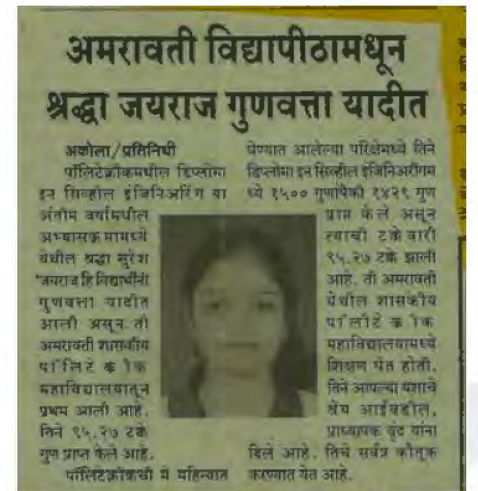 अमरावती विद्यापीठामधून
श्रद्धा जयराज गुणवत्ता यादीत
अकोला/प्रतिनिधी
पॉलिटेक्नीकमधील डिप्लोमा
इन सिव्हील इंजिनिअरिंग या
अंतीम वर्षामधील
अभ्यासक्रमामध्ये
येथील श्रद्धा सुरेश
जयराज हि विद्यार्थीनी
गुणवत्ता यादीत
आली असून ती
अमरावती शासकीय
पॉलिटेक्नीक
महाविद्यालयातून
प्रथम आली आहे.
तिने ९५.२७ टक्के
गुण प्राप्त केले आहे.
पॉलिटेक्नीकची मे महिन्यात
घेण्यात आलेल्या परिक्षेमध्ये तिने
डिप्लोमा इन सिव्हील इंजिनिअरींगम
ध्ये १५०० गुणांपैकी १४२९ गुण
प्राप्त केले असून
त्याची टक्केवारी
९५.२७ टक्के झाली
आहे. ती अमरावती
येथील शासकीय
पॉलिटेक्नीक
महाविद्यालयामध्ये
शिक्षण घेत होती.
तिने आपल्या यशाचे
श्रेय आईवडील,
प्राध्यापक वृंद यांना
दिले आहे. तिचे सर्वत्र कौतूक
करण्यात येत आहे.